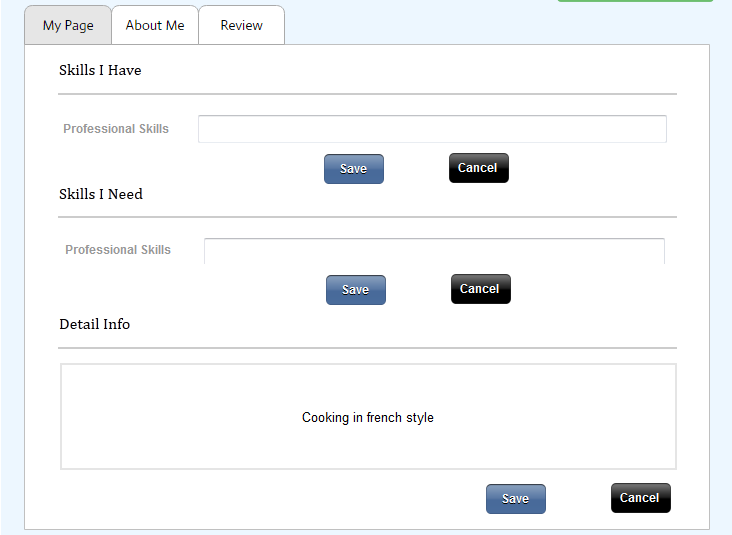 My Page About Me Review
Skills I Have
Professional Skills
Save Cancel
Skills I Need
Professional Skills
Save Cancel
Detail Info
Cooking in french style
Save Cancel